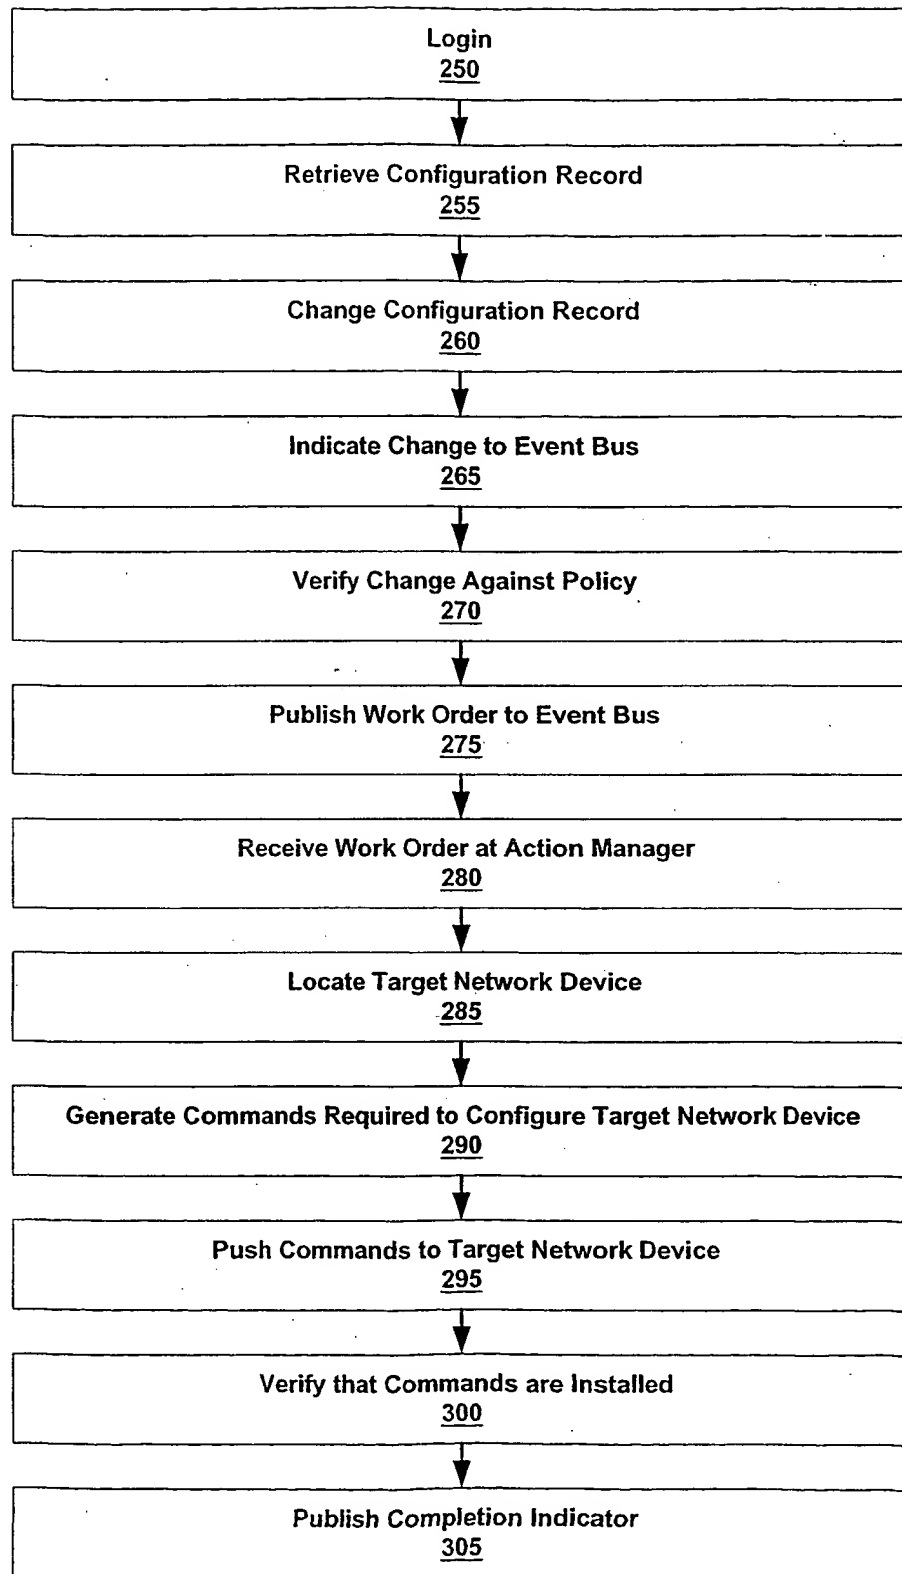 Login
250
Retrieve Configuration Record
255
Change Configuration Record
260
Indicate Change to Event Bus
265
Verify Change Against Policy
270
Publish Work Order to Event Bus
275
Receive Work Order at Action Manager
280
Locate Target Network Device
285
Generate Commands Required to Configure Target Network Device
290
Push Commands to Target Network Device
295
Verify that Commands are Installed
300
Publish Completion Indicator
305